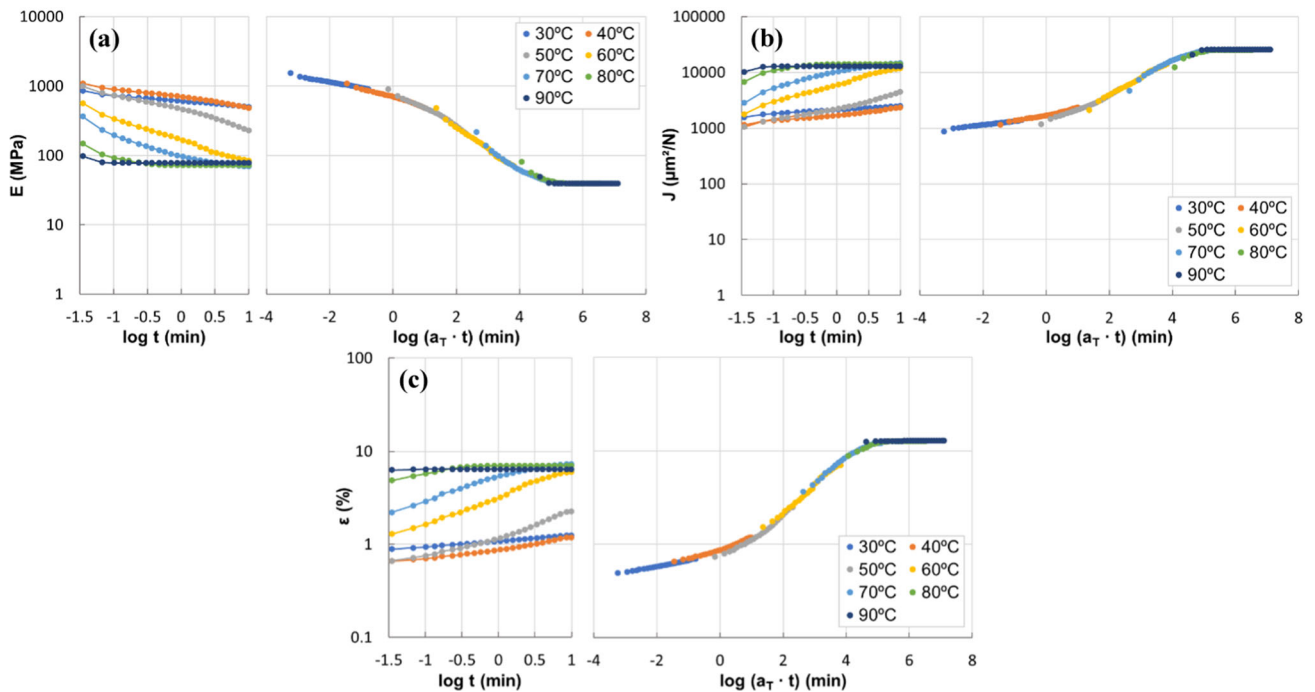 (a)
10000
1000
100
10
1
E (MPa)
-1.5 -1 -0.5 0 0.5 1
log t (min)
30ºC 40ºC
50ºC 60ºC
70ºC 80ºC
90ºC
-4 -2 0 2 4 6 8
log (aT · t) (min)
(b)
100000
10000
1000
100
10
1
J (µm²/N)
-1.5 -1 -0.5 0 0.5 1
log t (min)
30ºC 40ºC
50ºC 60ºC
70ºC 80ºC
90ºC
-4 -2 0 2 4 6 8
log (aT · t) (min)
(c)
100
10
1
0.1
ε (%)
-1.5 -1 -0.5 0 0.5 1
log t (min)
30ºC 40ºC
50ºC 60ºC
70ºC 80ºC
90ºC
-4 -2 0 2 4 6 8
log (aT · t) (min)